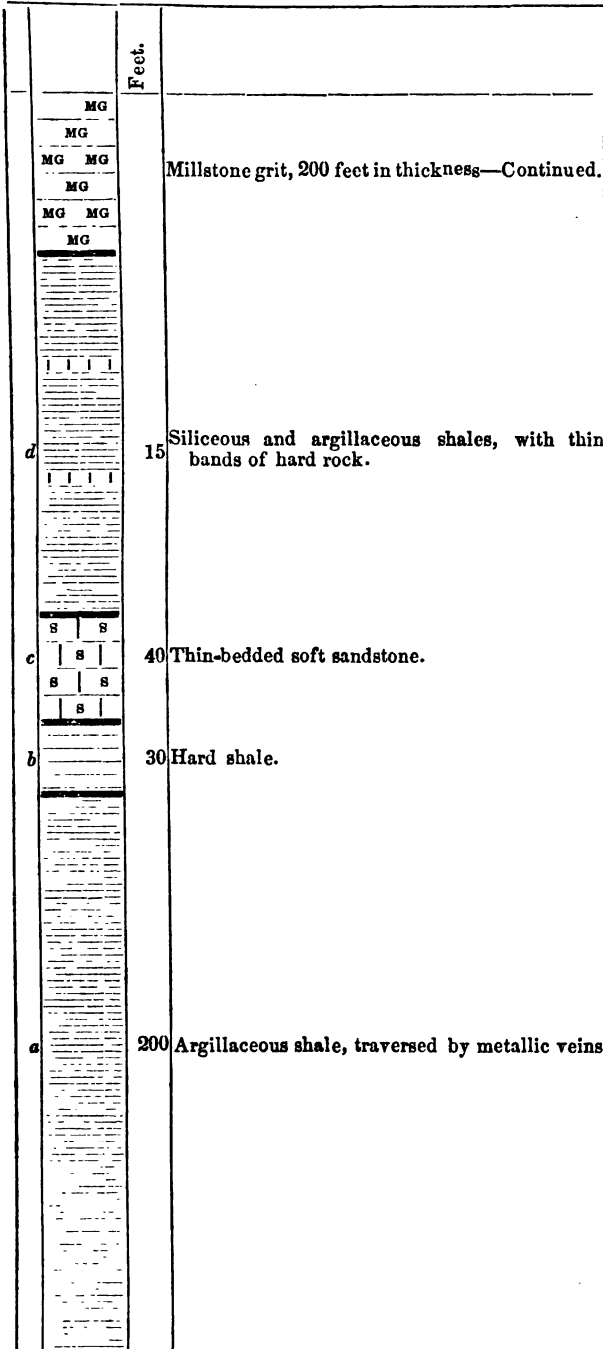 Feet.
MG
MG
MG MG
Millstone grit, 200 feet in thickness—Continued.
MG
MG MG
MG
d 15 Siliceous and argillaceous shales, with thin
bands of hard rock.
S S
c S 40 Thin-bedded soft sandstone.
S S
S
b 30 Hard shale.
a 200 Argillaceous shale, traversed by metallic veins